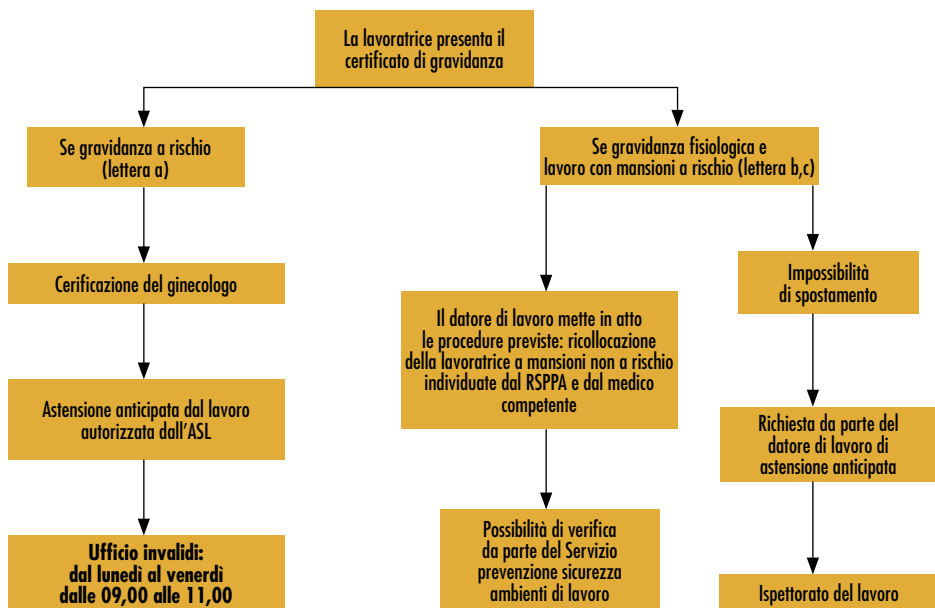 La lavoratrice presenta il
certificato di gravidanza
Se gravidanza a rischio
(lettera a)
Se gravidanza fisiologica e
lavoro con mansioni a rischio (lettera b,c)
Cerificazione del ginecologo
Impossibilità
di spostamento
Il datore di lavoro mette in atto
le procedure previste: ricollocazione
della lavoratrice a mansioni non a rischio
individuate dal RSPPA e dal medico
competente
Astensione anticipata dal lavoro
autorizzata dall'ASL
Richiesta da parte del
datore di lavoro di
astensione anticipata
Ufficio invalidi:
dal lunedì al venerdì
dalle 09,00 alle 11,00
Possibilità di verifica
da parte del Servizio
prevenzione sicurezza
ambienti di lavoro
Ispettorato del lavoro